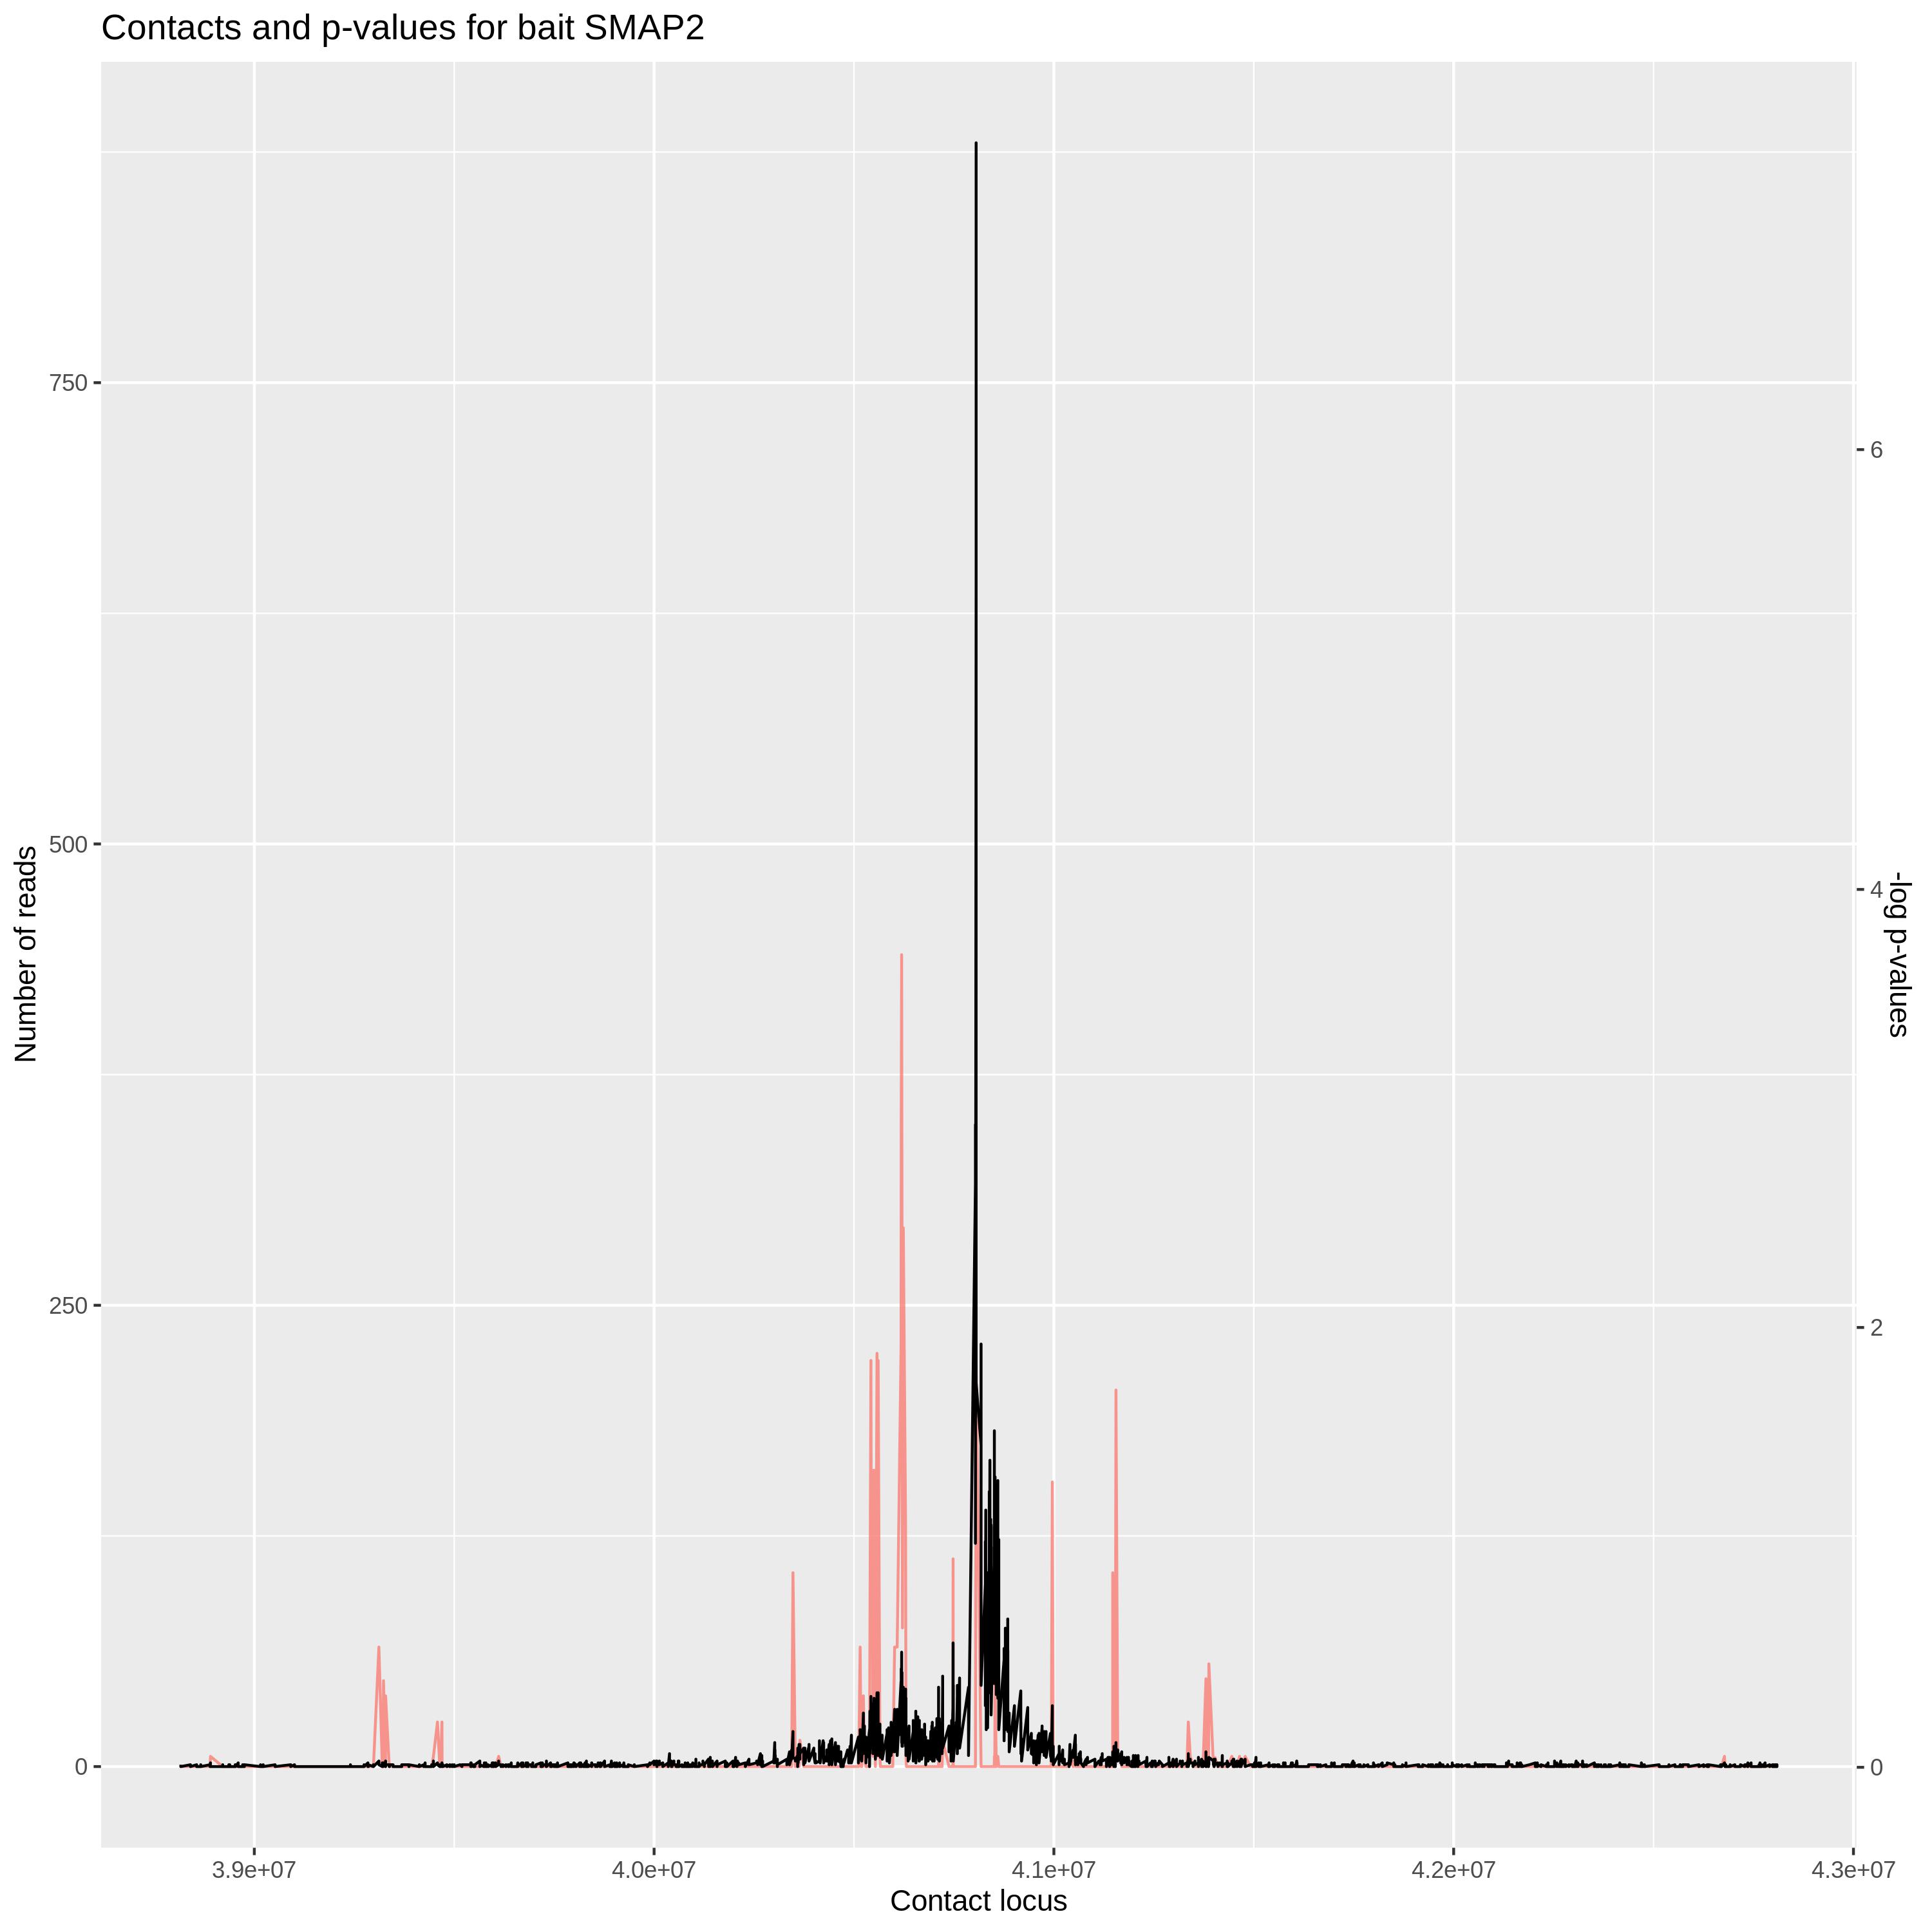 Contacts and p-values for bait SMAP2
Number of reads
750
500
250
0
6
4
2
0
-log p-values
3.9e+07
4.0e+07
4.1e+07
4.2e+07
4.3e+07
Contact locus